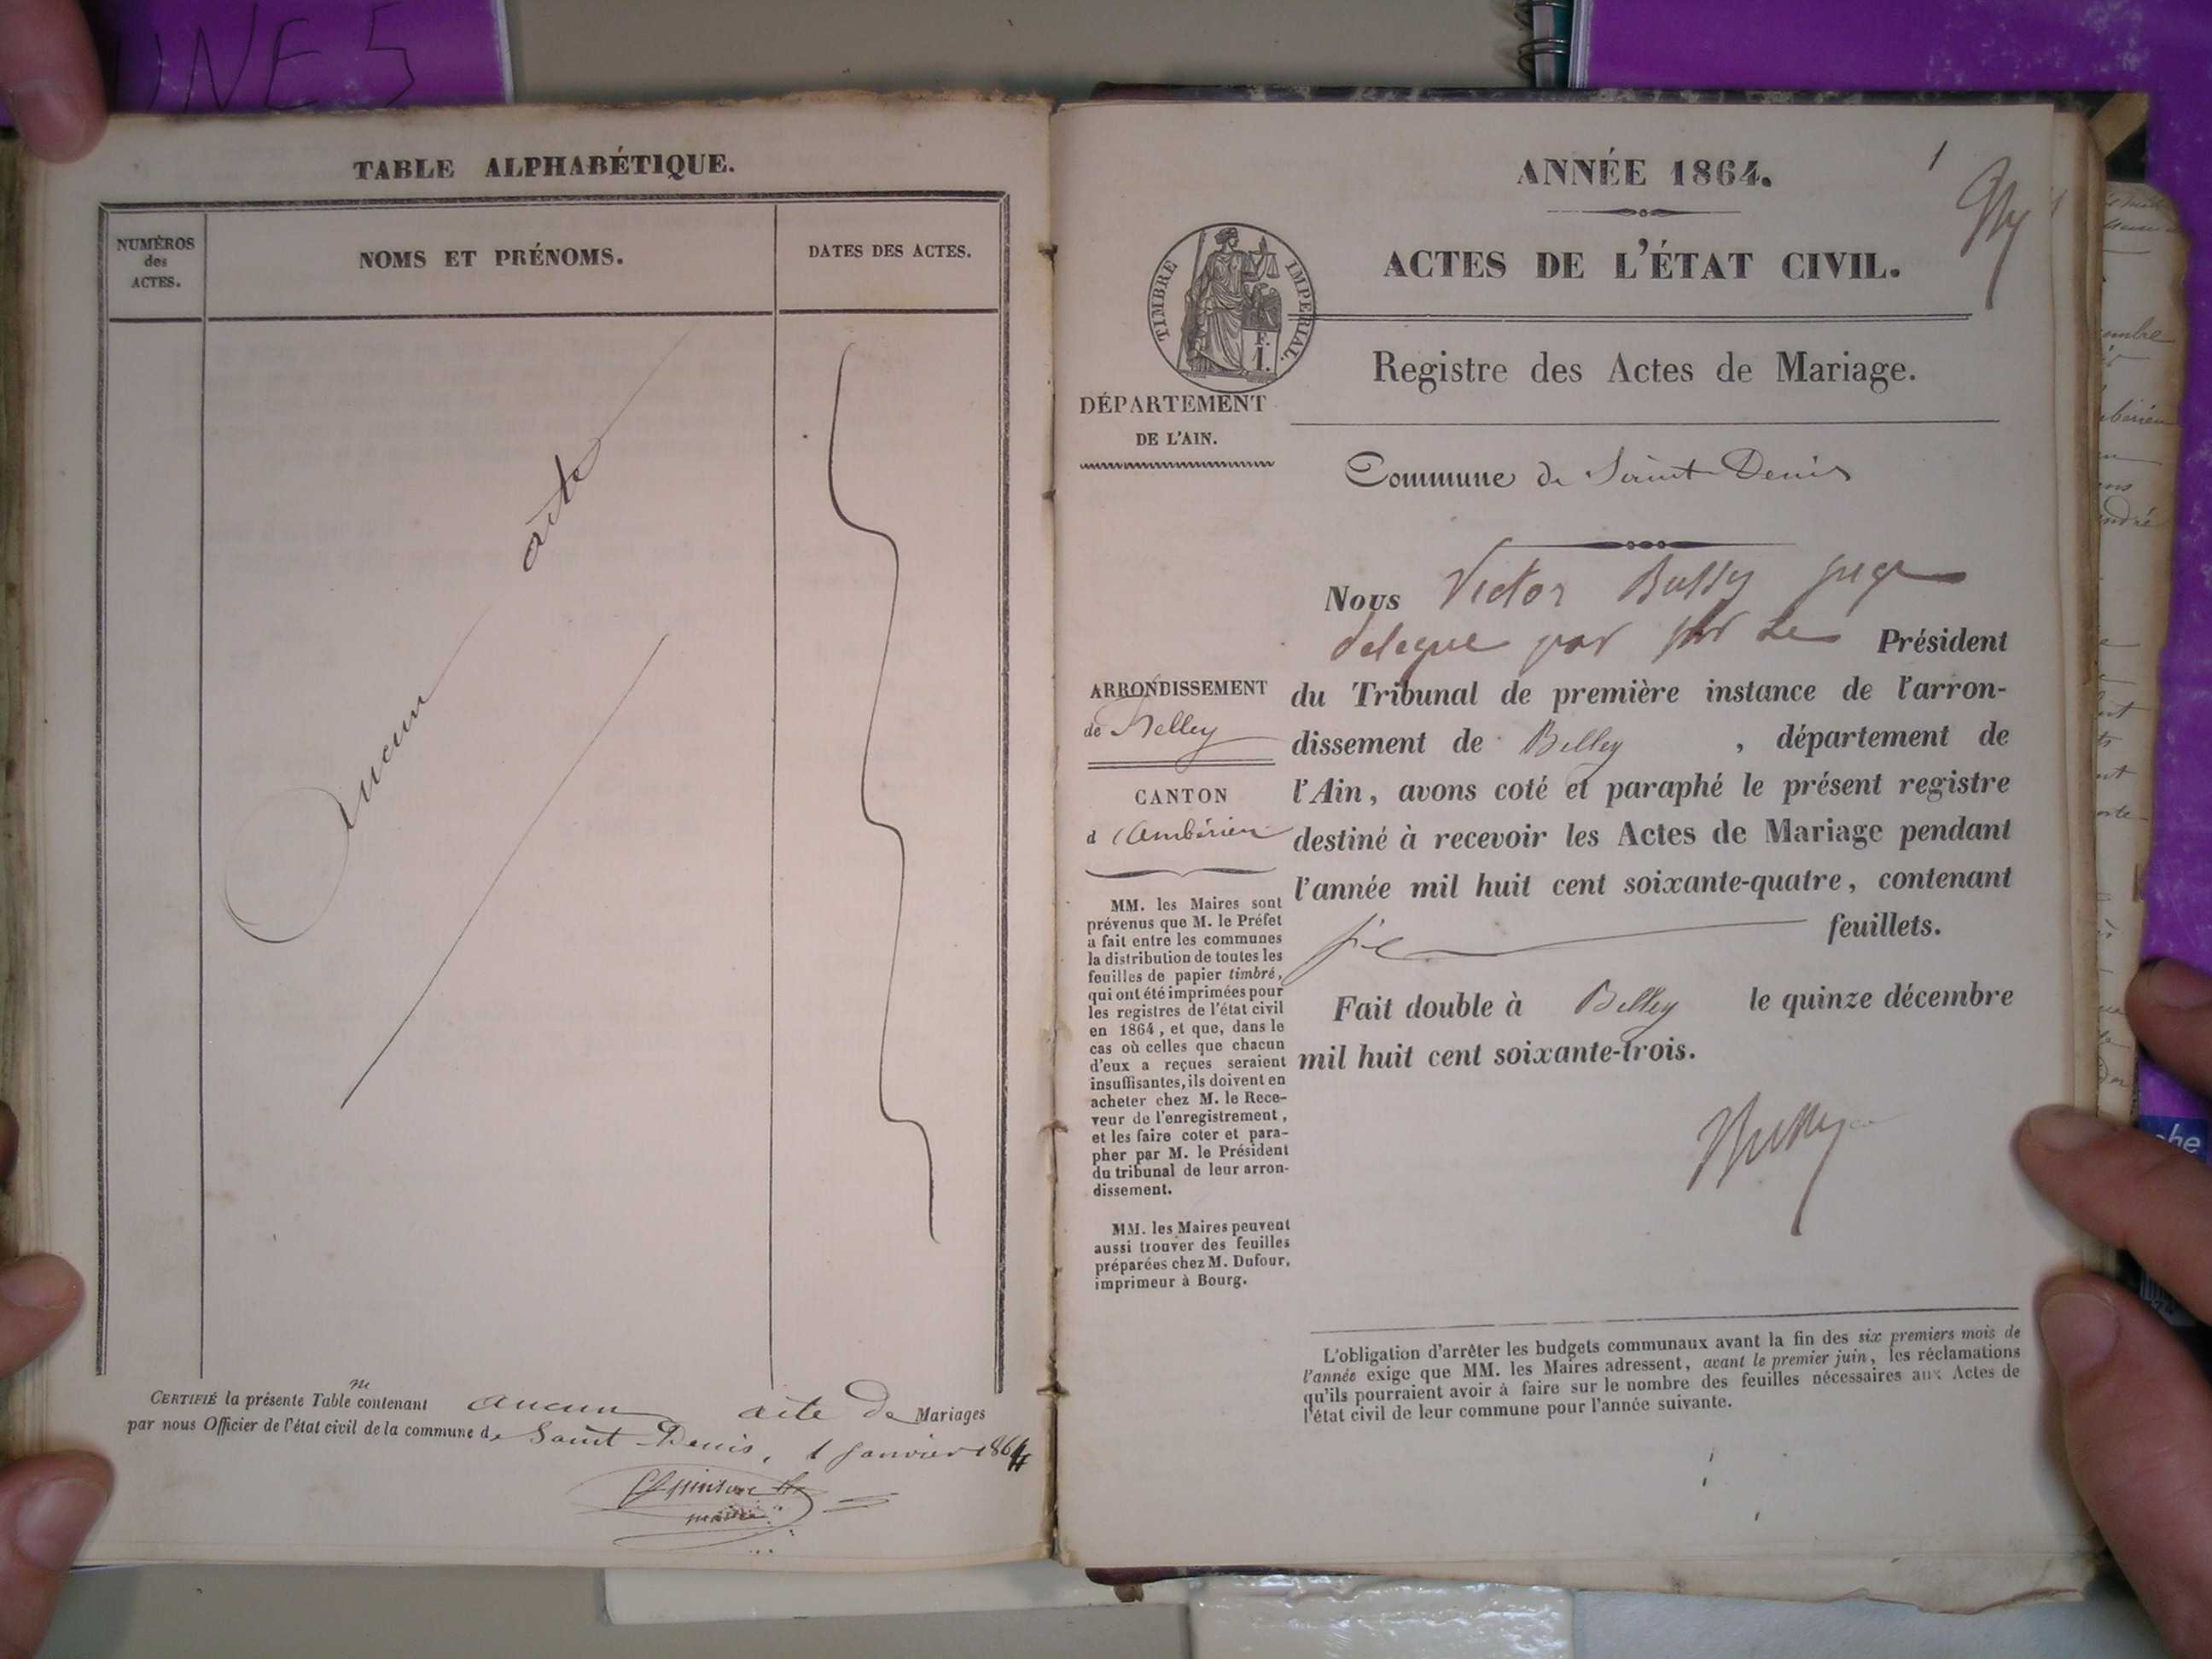 UNES
TABLE ALPHABÉTIQUE.
NUMÉROS
des
ACTES.
NOMS ET PRÉNOMS.
DATES DES ACTES.
Aucun acte
CERTIFIÉ la présente Table ne contenant aucun acte de Mariages
par nous Officier de l'état civil de la commune de Saint Denis, 1 janvier 1864
maire
1
ANNÉE 1864.
ACTES DE L'ÉTAT CIVIL.
TIMBRE IMPERIAL.
F.
1.
Registre des Actes de Mariage.
DÉPARTEMENT
DE L'AIN.
Commune de Saint Denis
Nous Victor Bussy juge
delegue par Mr Le Président
du Tribunal de première instance de l'arron-
dissement de Belley, département de
l'Ain, avons coté et paraphé le présent registre
destiné à recevoir les Actes de Mariage pendant
l'année mil huit cent soixante-quatre, contenant
feuillets.
Fait double à Belley le quinze décembre
mil huit cent soixante-trois.
ARRONDISSEMENT
de Belley
CANTON
d'Ambérieu
MM. les Maires sont
prévenus que M. le Préfet
a fait entre les communes
la distribution de toutes les
feuilles de papier timbré,
qui ont été imprimées pour
les registres de l'état civil
en 1864, et que, dans le
cas où celles que chacun
d'eux a reçues seraient
insuffisantes, ils doivent en
acheter chez M. le Rece-
veur de l'enregistrement,
et les faire coter et para-
pher par M. le Président
du tribunal de leur arron-
dissement.
MM. les Maires peuvent
aussi trouver des feuilles
préparées chez M. Dufour,
imprimeur à Bourg.
L'obligation d'arrêter les budgets communaux avant la fin des six premiers mois de
l'année exige que MM. les Maires adressent, avant le premier juin, les réclamations
qu'ils pourraient avoir à faire sur le nombre des feuilles nécessaires aux Actes de
l'état civil de leur commune pour l'année suivante.